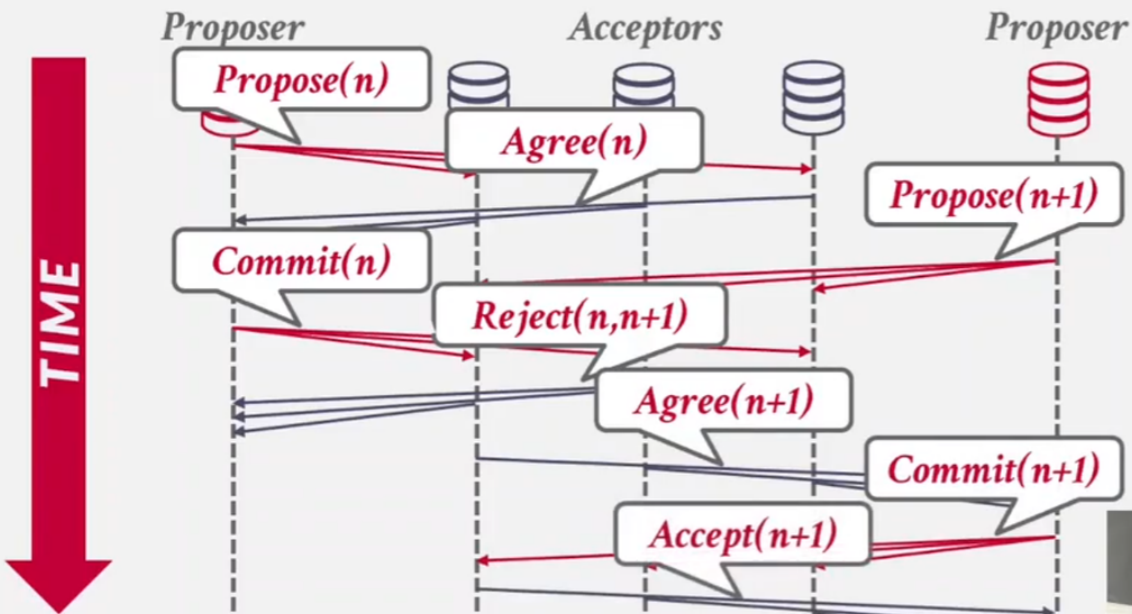 Proposer
Acceptors
Proposer
Propose(n)
Agree(n)
Propose(n+1)
Commit(n)
Reject(n,n+1)
Agree(n+1)
Commit(n+1)
Accept(n+1)
TIME